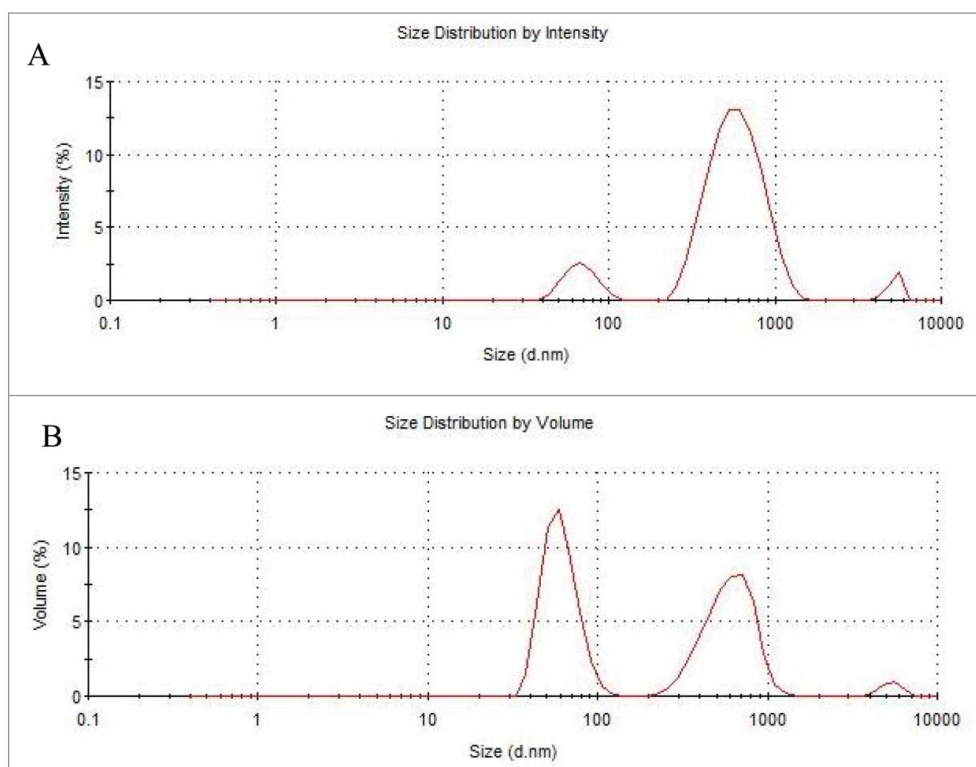 Size Distribution by Intensity
A
15
10
5
0
Intensity (%)
0.1 1 10 100 1000 10000
Size (d.nm)
Size Distribution by Volume
B
15
10
5
0
Volume (%)
0.1 1 10 100 1000 10000
Size (d.nm)